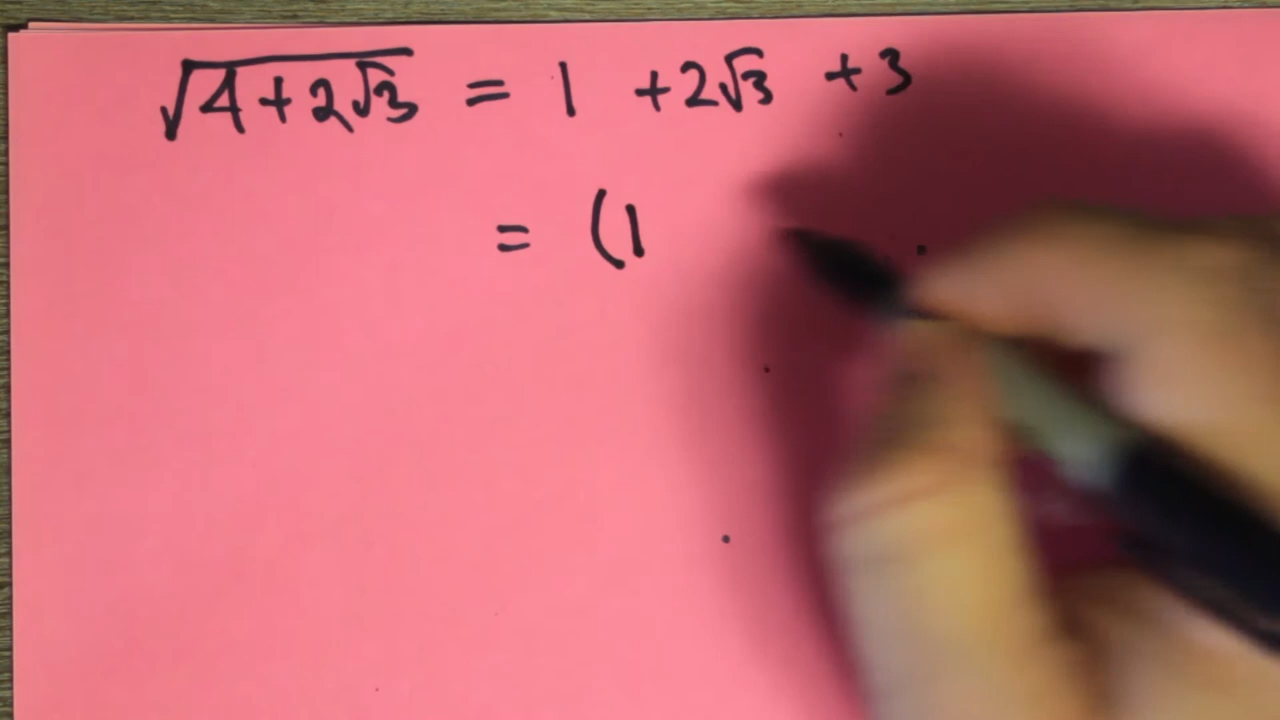 √(4+2√3) = 1 +2√3 +3
= (1